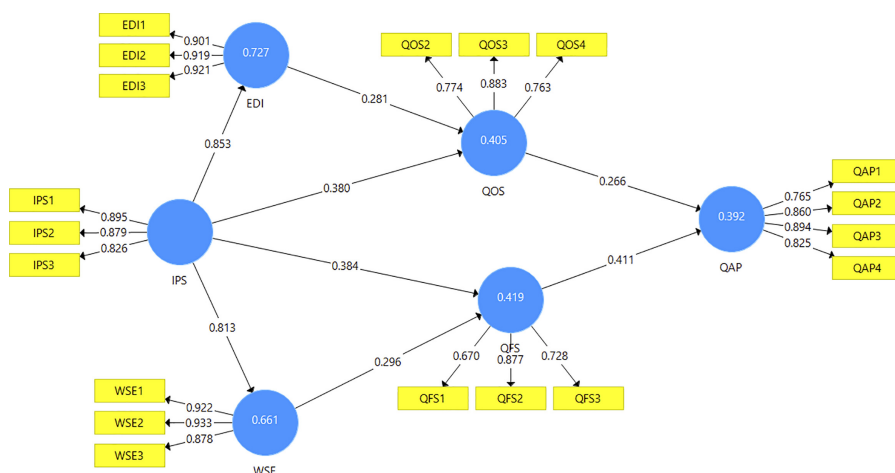 EDI1
EDI2
EDI3
0.901
0.919
0.921
0.727
EDI
QOS2
QOS3
QOS4
0.774
0.883
0.763
0.281
0.405
QOS
0.853
0.380
0.266
IPS1
IPS2
IPS3
0.895
0.879
0.826
IPS
QAP1
QAP2
QAP3
QAP4
0.765
0.860
0.894
0.825
0.392
QAP
0.384
0.411
0.419
QFS
0.813
0.296
0.670
0.877
0.728
QFS1
QFS2
QFS3
WSE1
WSE2
WSE3
0.922
0.933
0.878
0.661
WSE